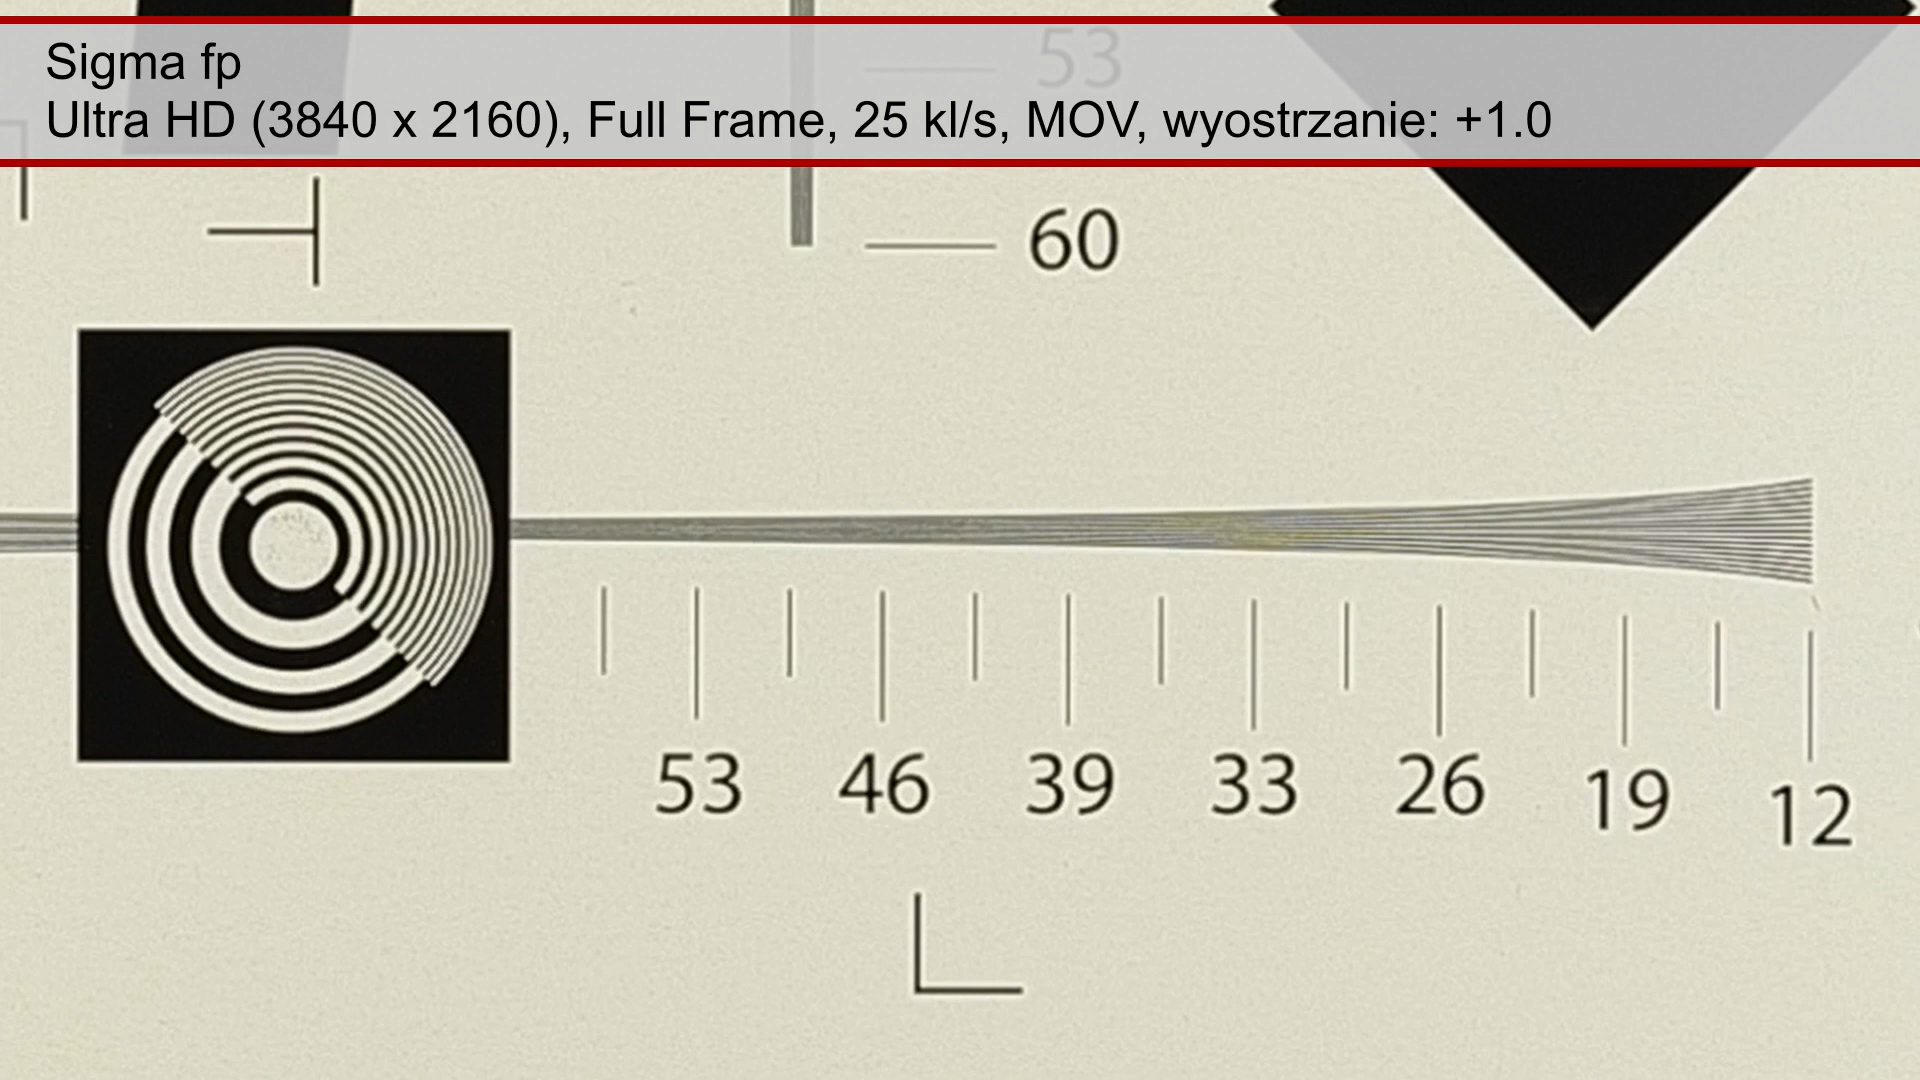 Sigma fp
Ultra HD (3840 x 2160), Full Frame, 25 kl/s, MOV, wyostrzanie: +1.0
53
60
53 46 39 33 26 19 12